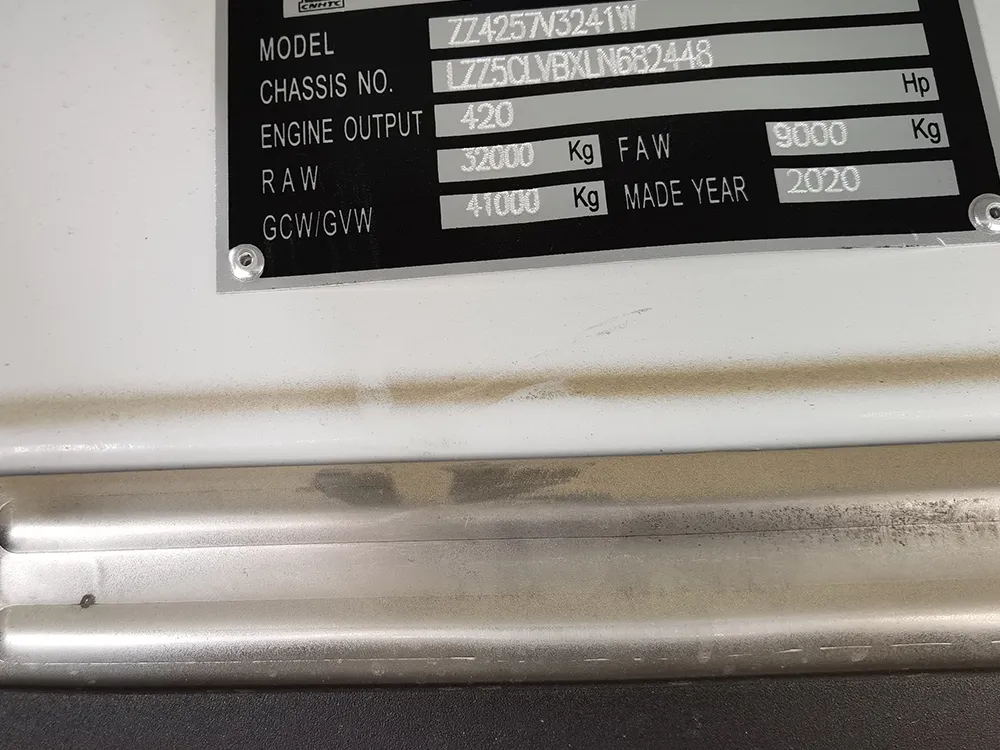 CNHTC
MODEL ZZ4257V3241W
CHASSIS NO. LZZ5CLVBXLN682448
ENGINE OUTPUT 420 Hp
RAW 32000 Kg FAW 9000 Kg
GCW/GVW 41000 Kg MADE YEAR 2020